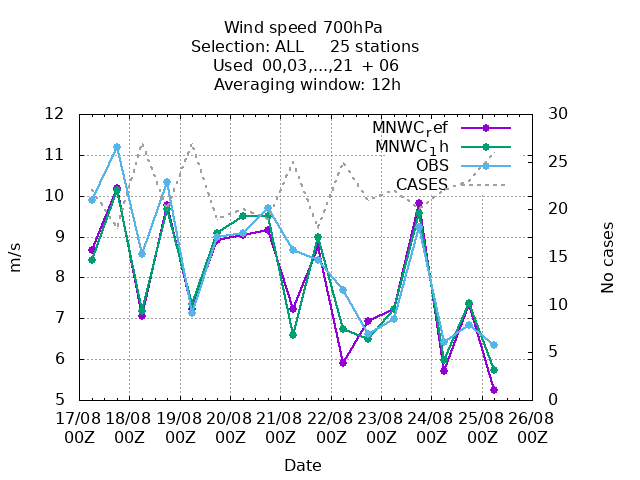 Wind speed 700hPa
Selection: ALL     25 stations
Used  00,03,...,21  + 06
Averaging window: 12h
MNWC_ref
MNWC_1h
OBS
CASES
12
11
10
9
8
7
6
5
m/s
30
25
20
15
10
5
0
No cases
17/08 18/08 19/08 20/08 21/08 22/08 23/08 24/08 25/08 26/08
00Z 00Z 00Z 00Z 00Z 00Z 00Z 00Z 00Z 00Z
Date